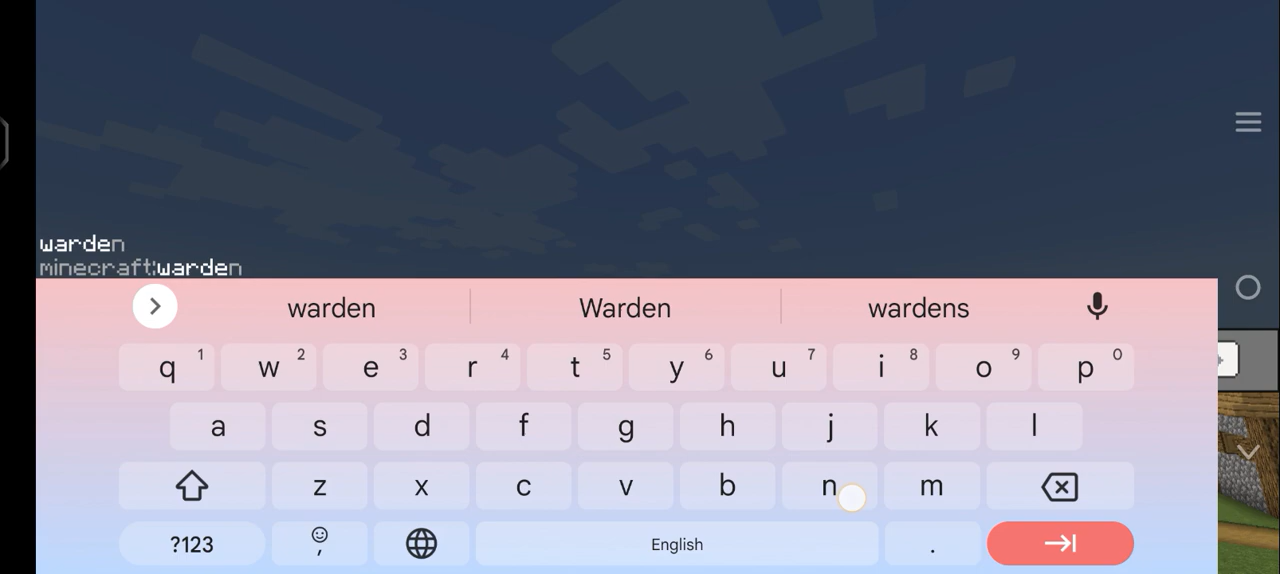 warden
minecraft:warden
warden Warden wardens
q 1 w 2 e 3 r 4 t 5 y 6 u 7 i 8 o 9 p 0
a s d f g h j k l
z x c v b n m
?123 , English .